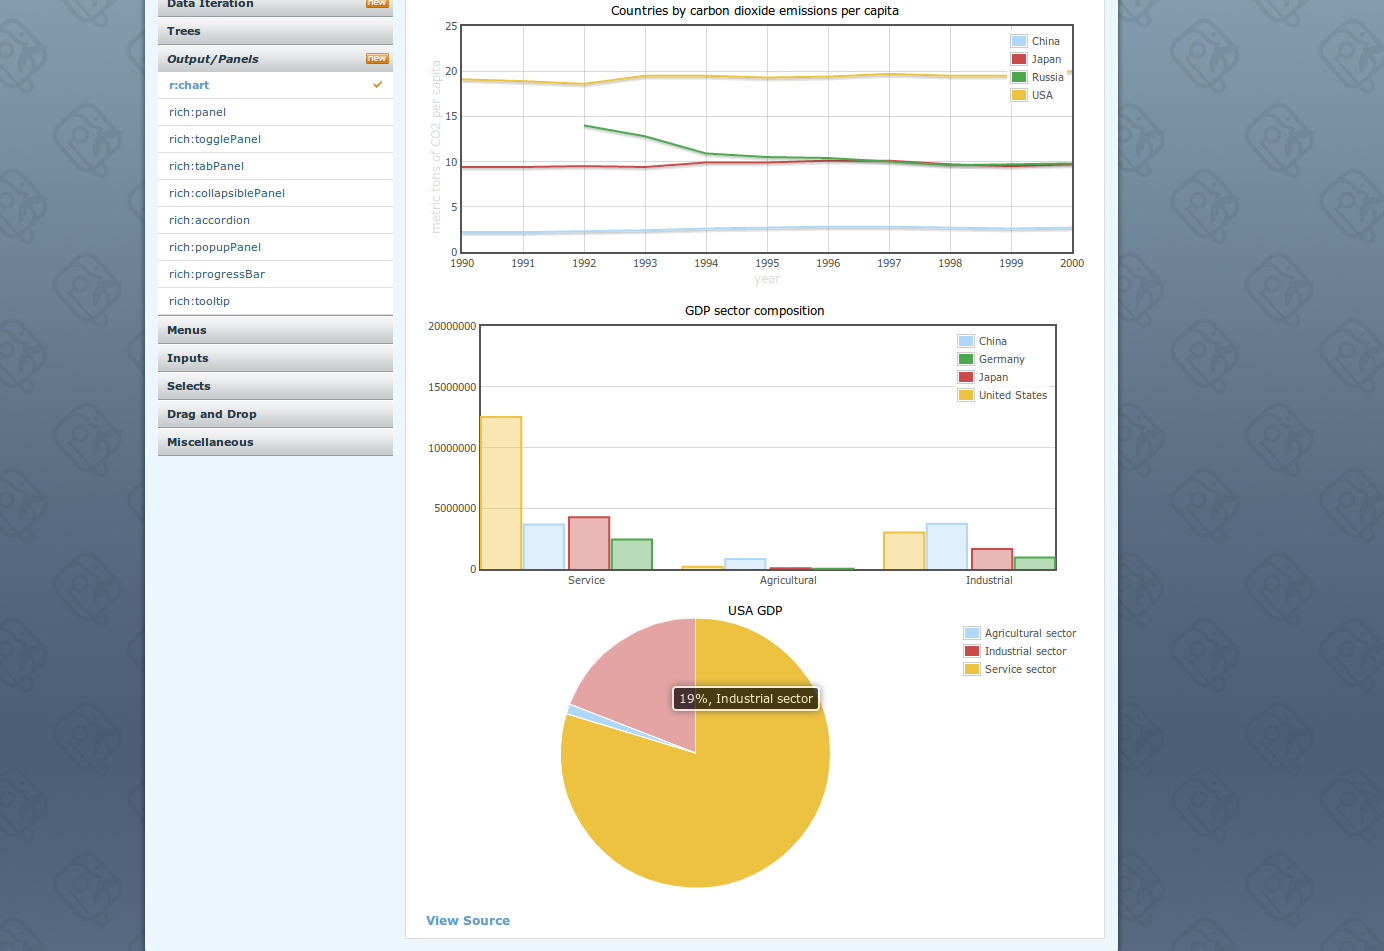 Data Iteration
new
Trees
Output/Panels
new
r:chart
rich:panel
rich:togglePanel
rich:tabPanel
rich:collapsiblePanel
rich:accordion
rich:popupPanel
rich:progressBar
rich:tooltip
Menus
Inputs
Selects
Drag and Drop
Miscellaneous
Countries by carbon dioxide emissions per capita
metric tons of CO2 per capita
25
20
15
10
5
0
1990 1991 1992 1993 1994 1995 1996 1997 1998 1999 2000
year
China
Japan
Russia
USA
GDP sector composition
20000000
15000000
10000000
5000000
0
Service Agricultural Industrial
China
Germany
Japan
United States
USA GDP
Agricultural sector
Industrial sector
Service sector
19%, Industrial sector
View Source